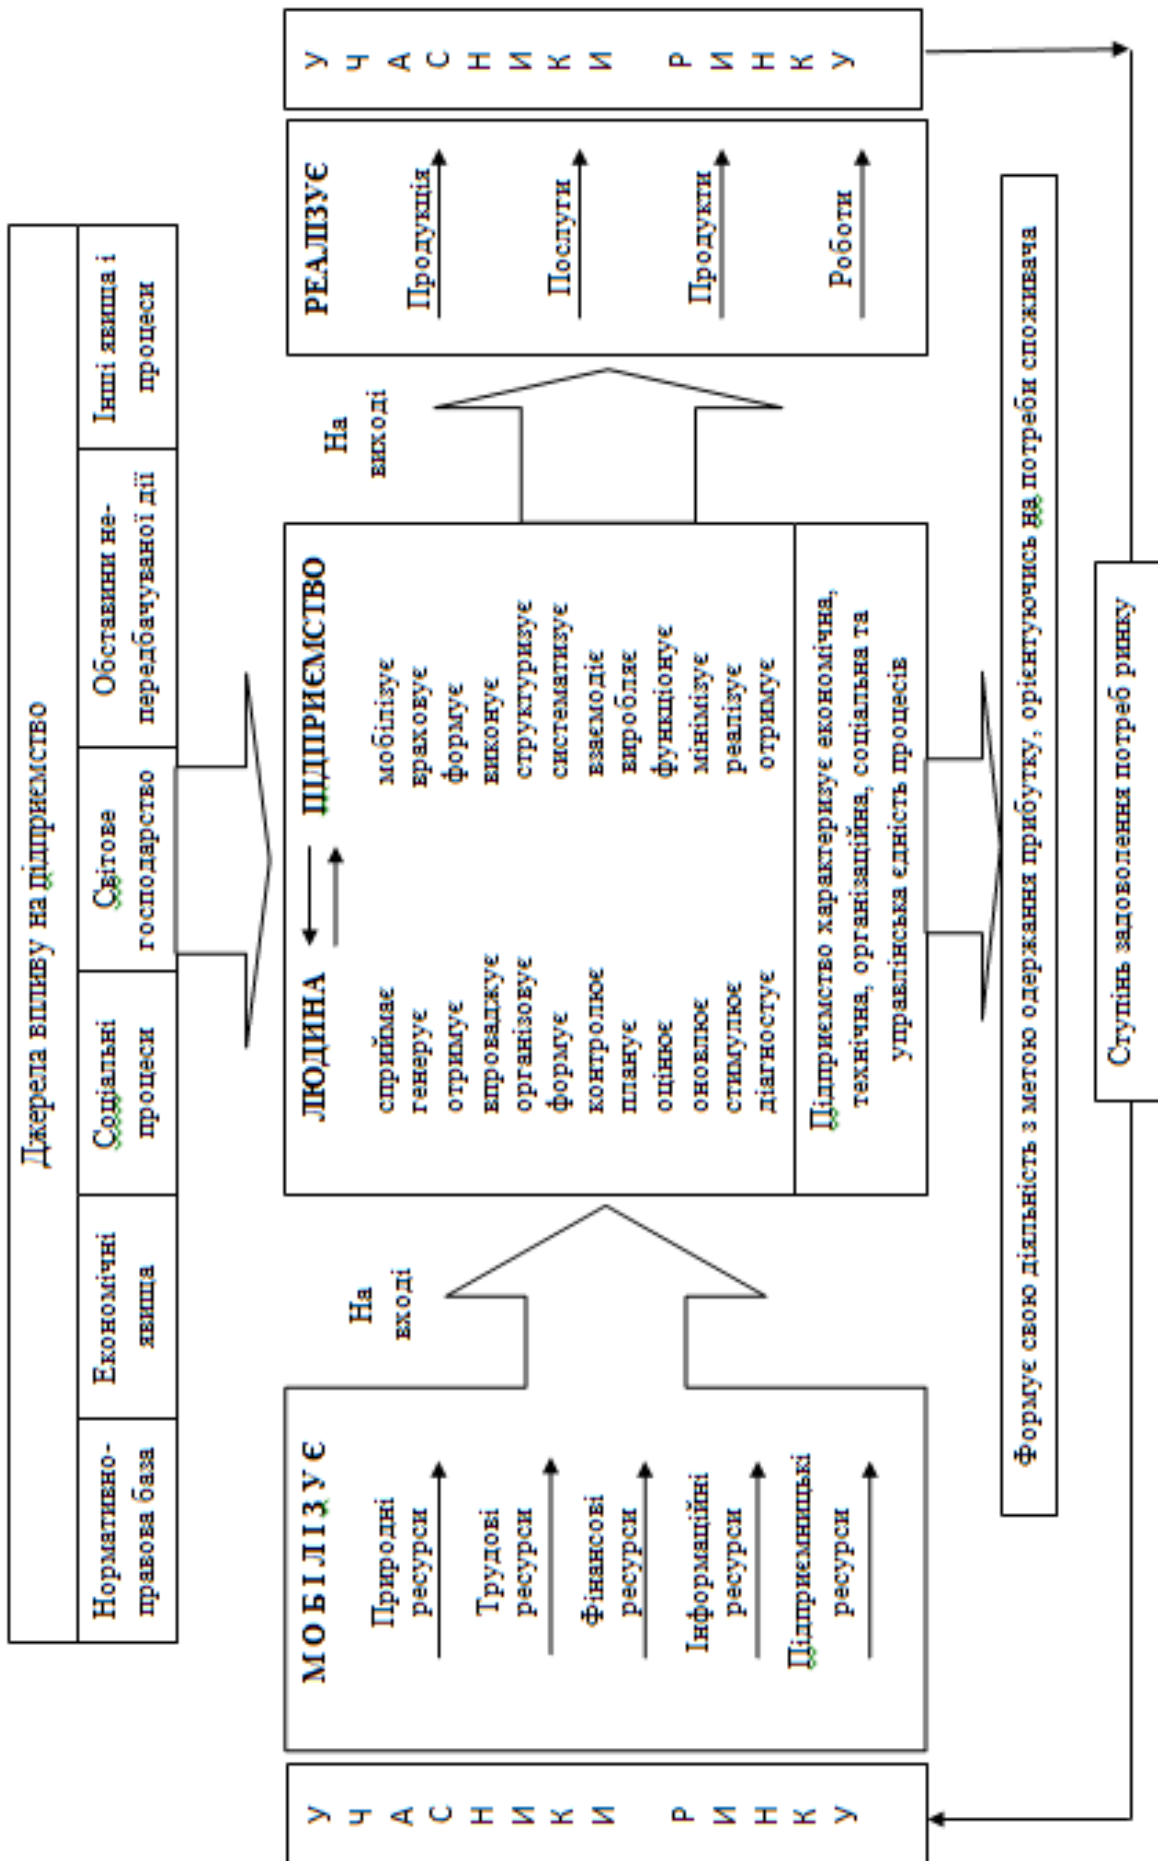 Джерела впливу на підприємство
Нормативно-
правова база
Економічні
явища
Соціальні
процеси
Світове
господарство
Обставини не-
передбачуваної дії
Інші явища і
процеси
УЧАСНИКИ РИНКУ
МОБІЛІЗУЄ
Природні
ресурси
Трудові
ресурси
Фінансові
ресурси
Інформаційні
ресурси
Підприємницькі
ресурси
На
вході
ЛЮДИНА
сприймає
генерує
отримує
впроваджує
організовує
формує
контролює
планує
оцінює
оновлює
стимулює
діагностує
ПІДПРИЄМСТВО
мобілізує
враховує
формує
виконує
структуризує
систематизує
взаємодіє
виробляє
функціонує
мінімізує
реалізує
отримує
Підприємство характеризує економічна,
технічна, організаційна, соціальна та
управлінська єдність процесів
На
виході
РЕАЛІЗУЄ
Продукція
Послуги
Продукти
Роботи
УЧАСНИКИ РИНКУ
Формує свою діяльність з метою одержання прибутку, орієнтуючись на потреби споживача
Ступінь задоволення потреб ринку